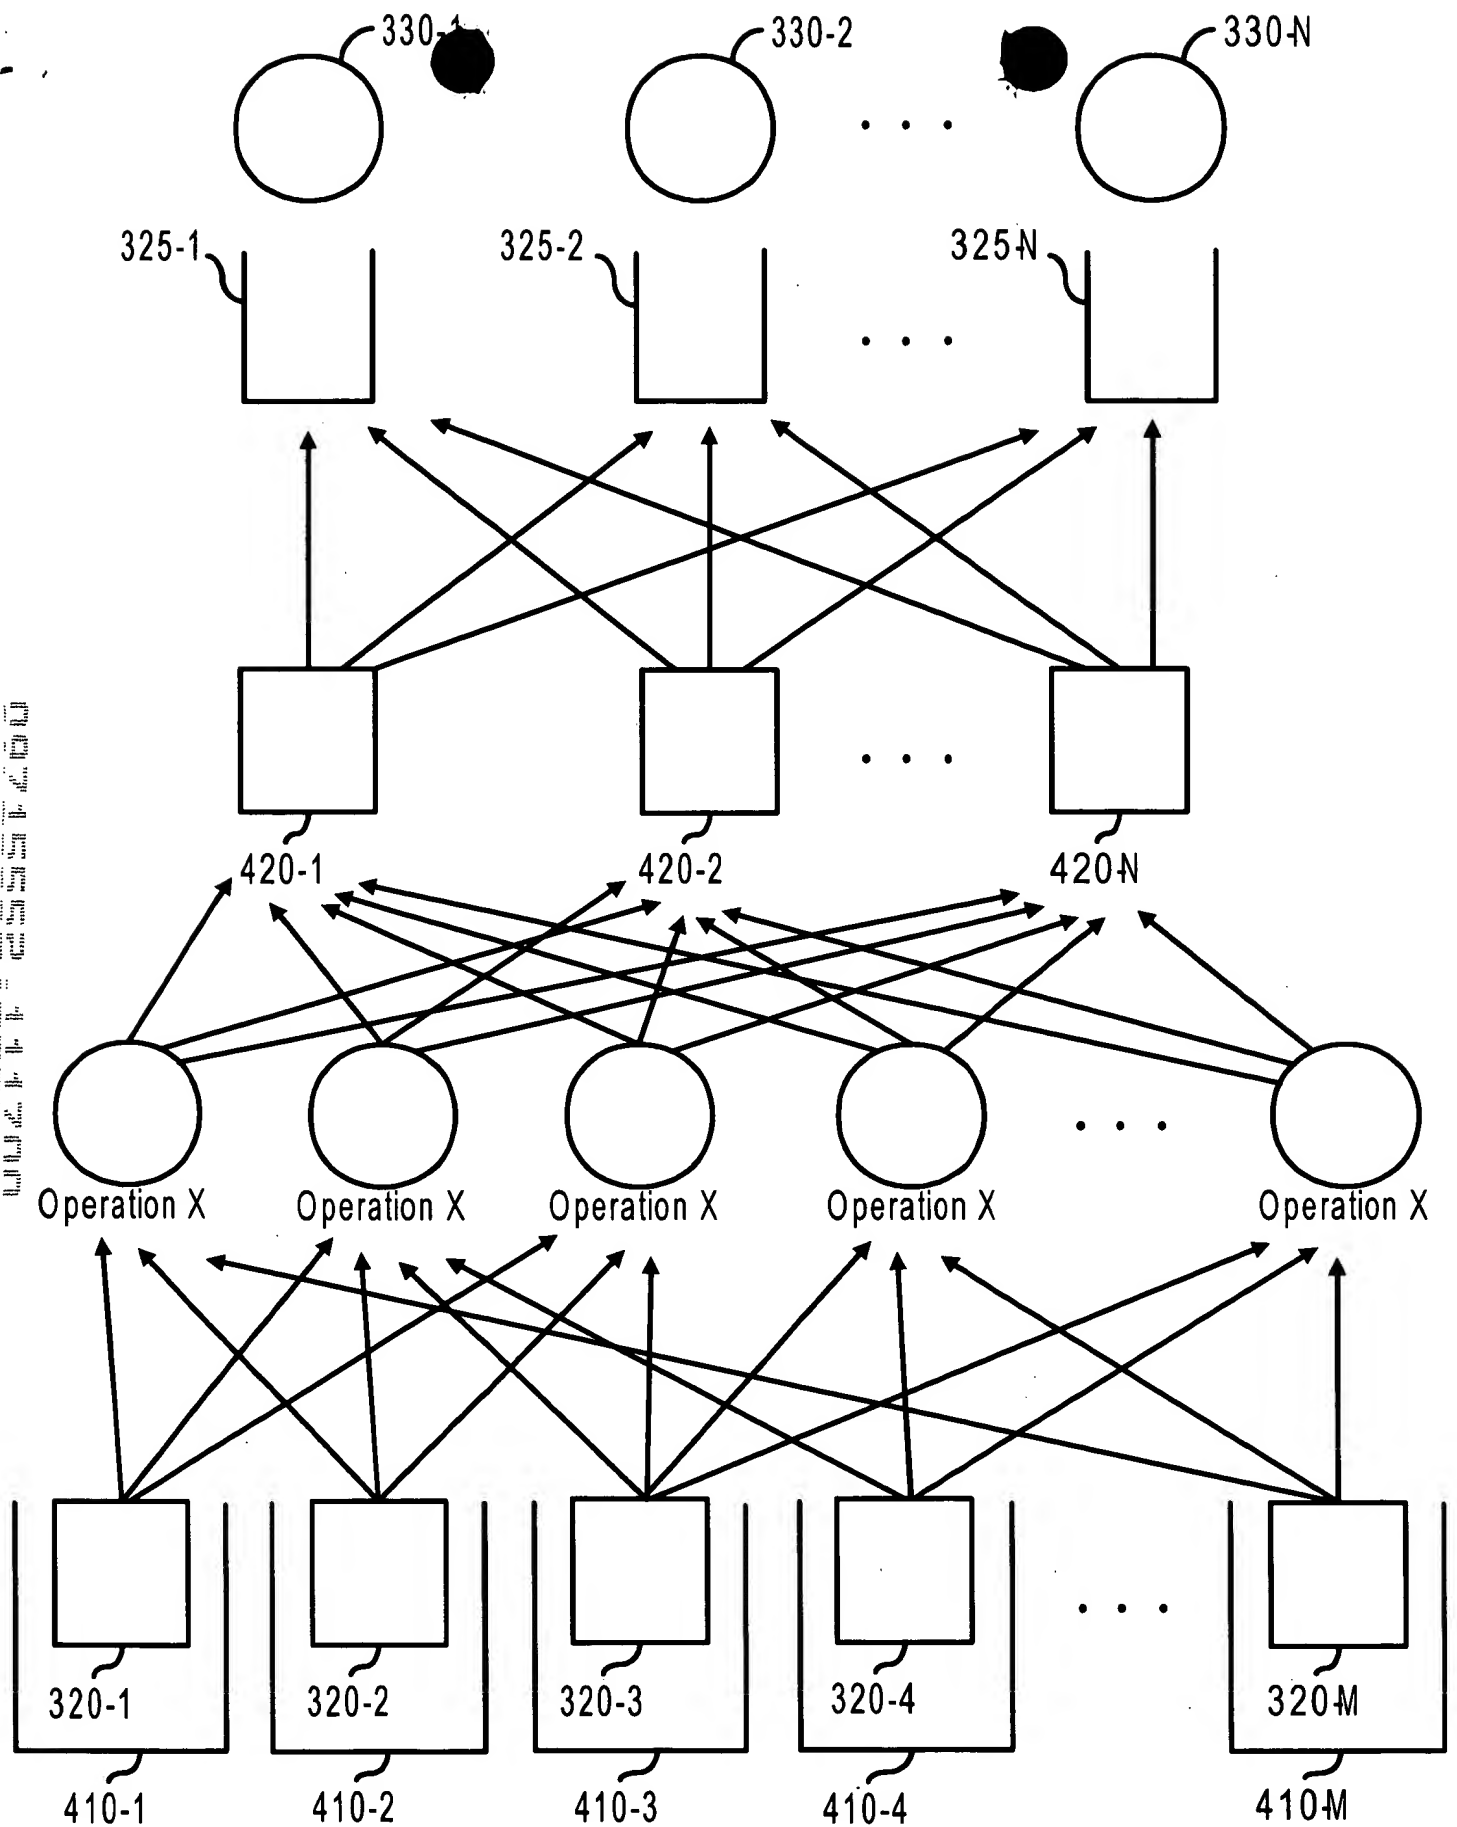 330-1 330-2 330-N
325-1 325-2 325-N
420-1 420-2 420-N
Operation X Operation X Operation X Operation X Operation X
320-1 320-2 320-3 320-4 320-M
410-1 410-2 410-3 410-4 410-M